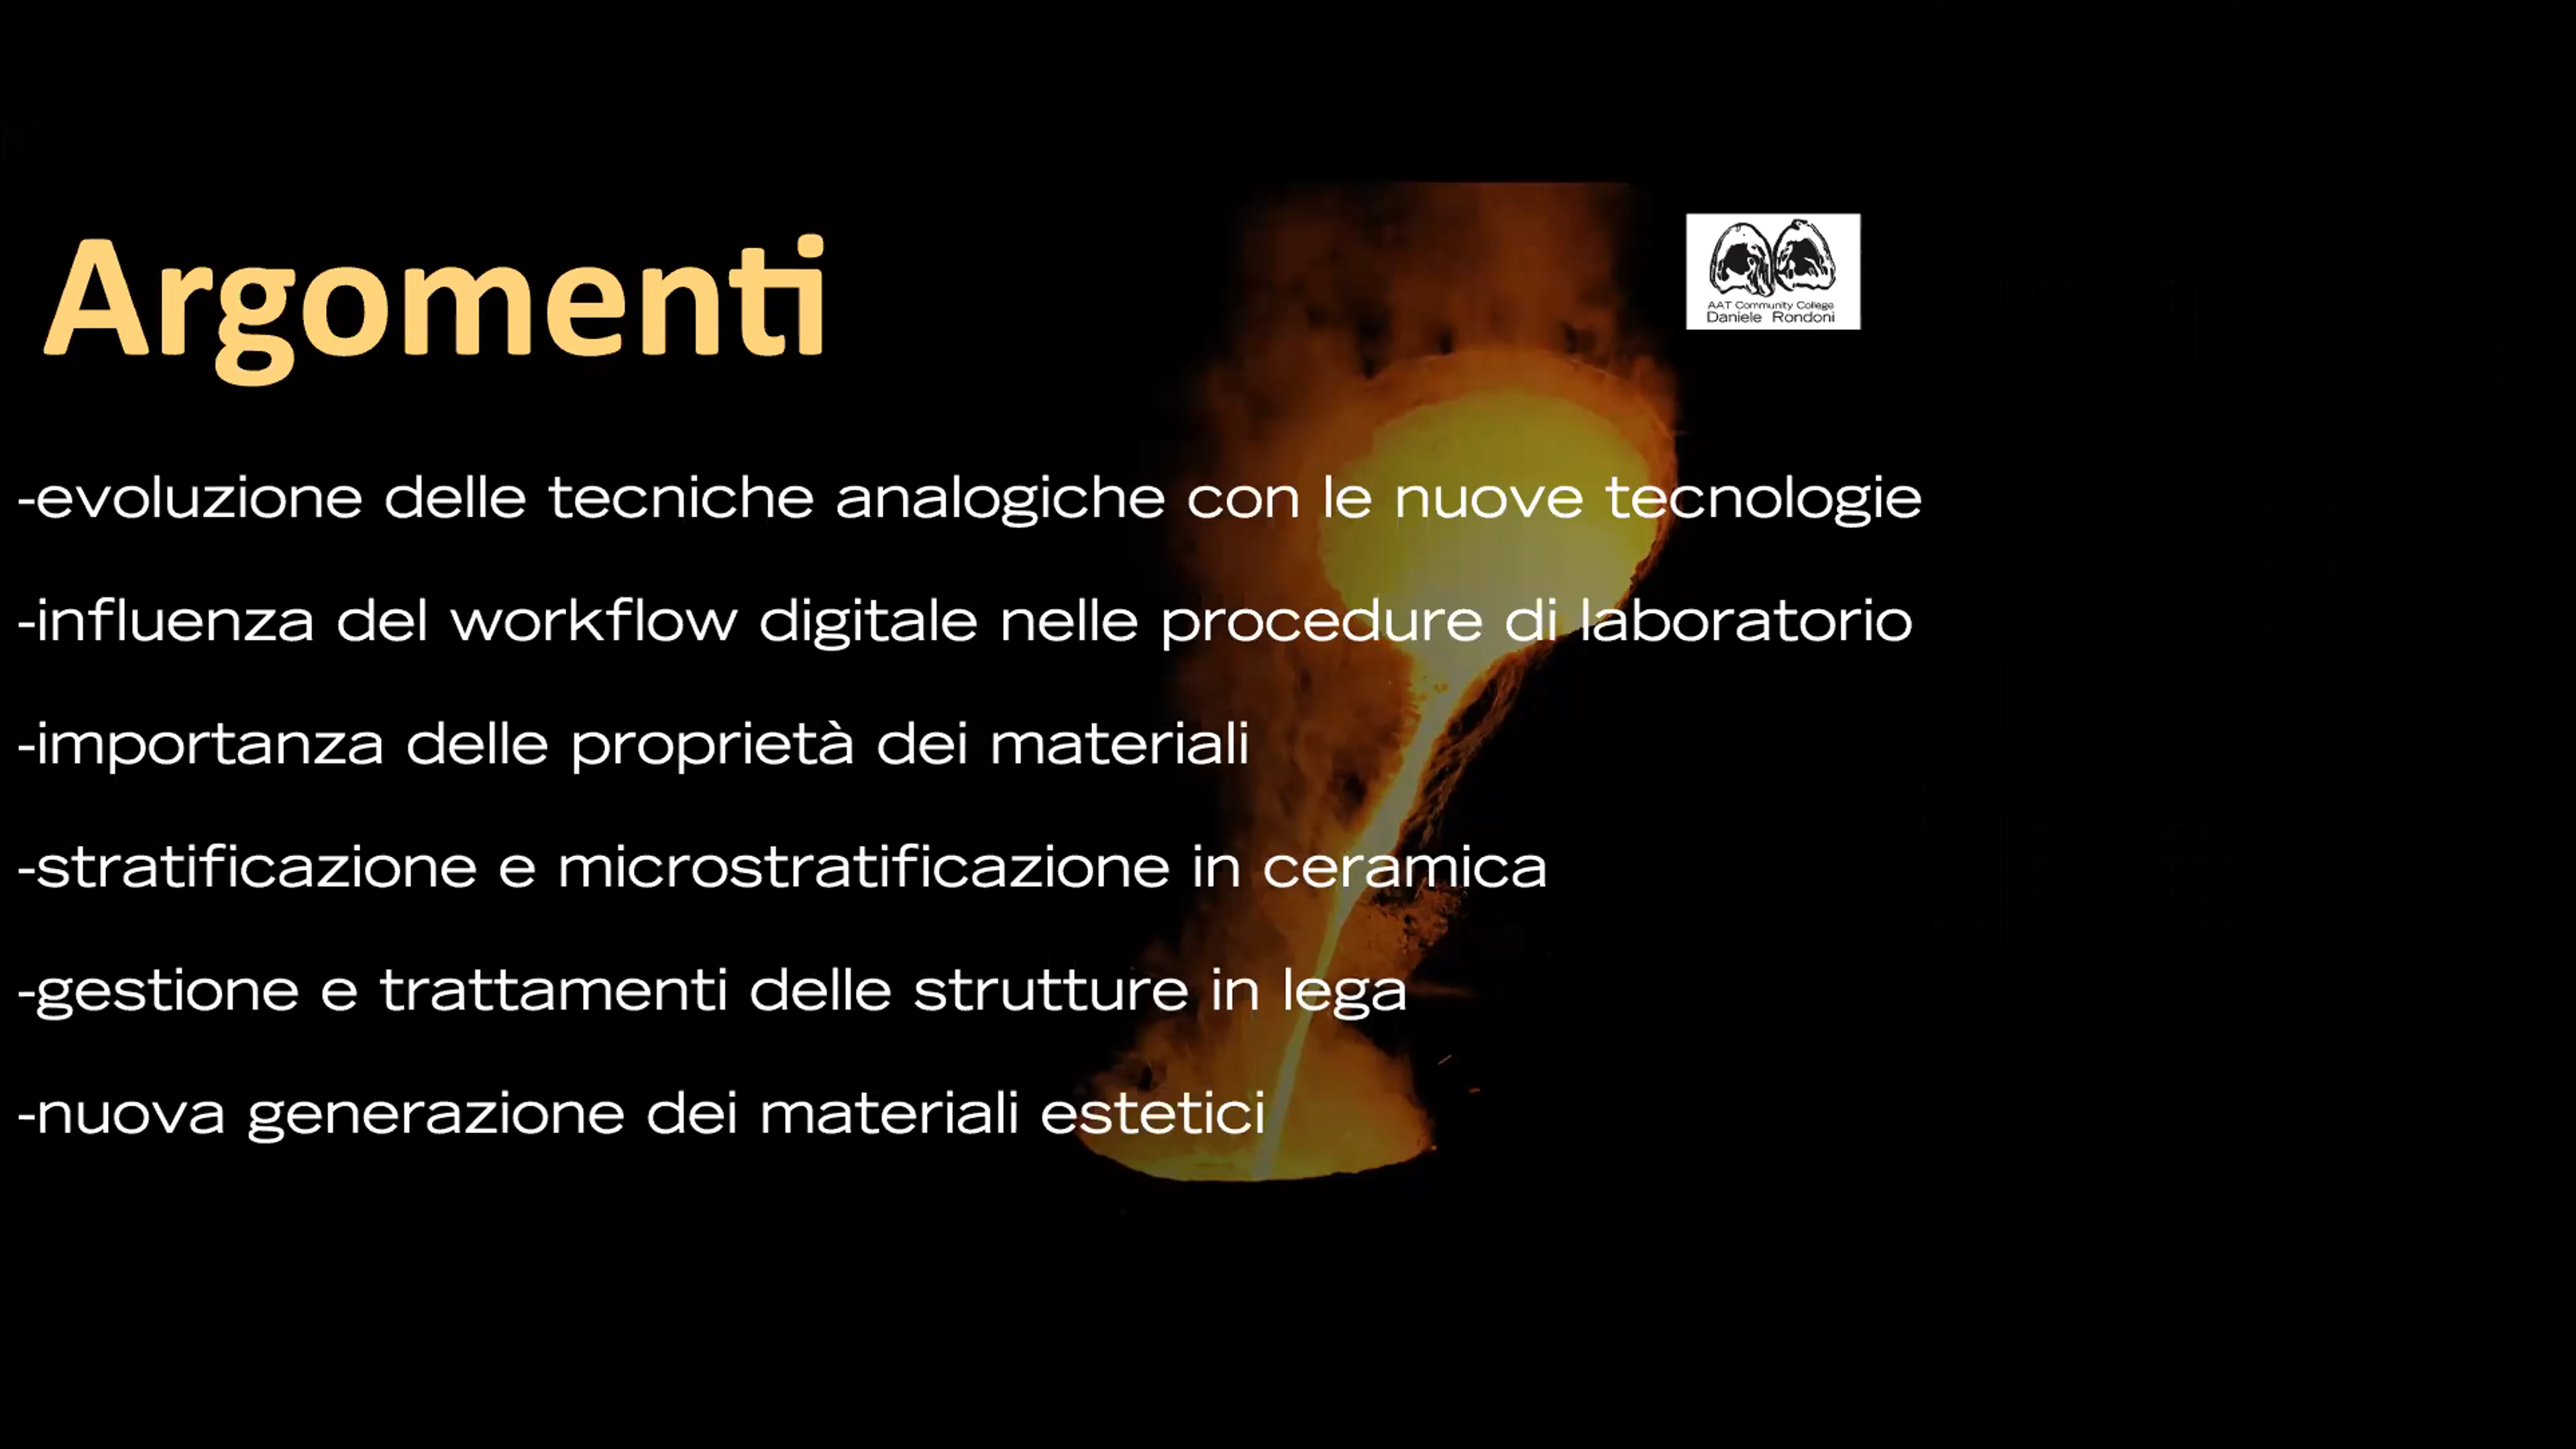 Argomenti
AAT Community College
Daniele Rondoni
-evoluzione delle tecniche analogiche con le nuove tecnologie
-influenza del workflow digitale nelle procedure di laboratorio
-importanza delle proprietà dei materiali
-stratificazione e microstratificazione in ceramica
-gestione e trattamenti delle strutture in lega
-nuova generazione dei materiali estetici